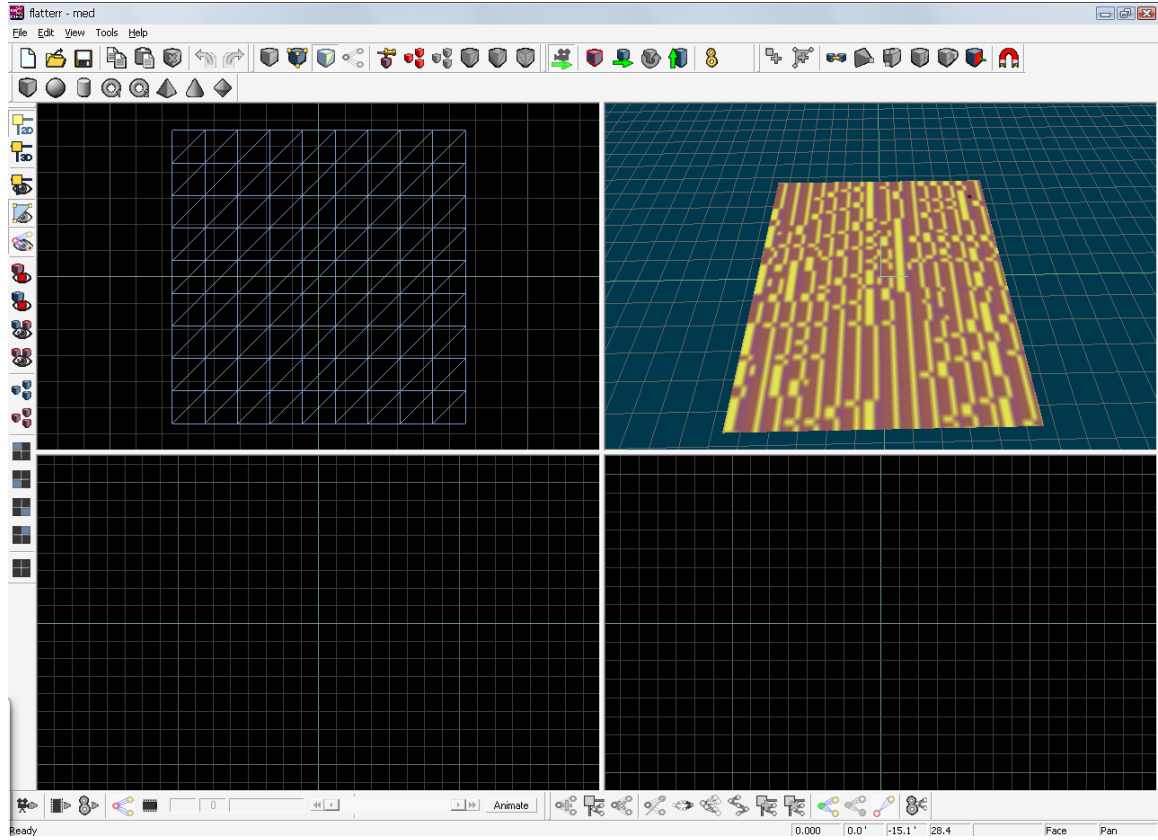 flatterr - med
File Edit View Tools Help
2D
3D
0
Animate
Ready
0.000 0.0 ' -15.1 ' 28.4 Face Pan